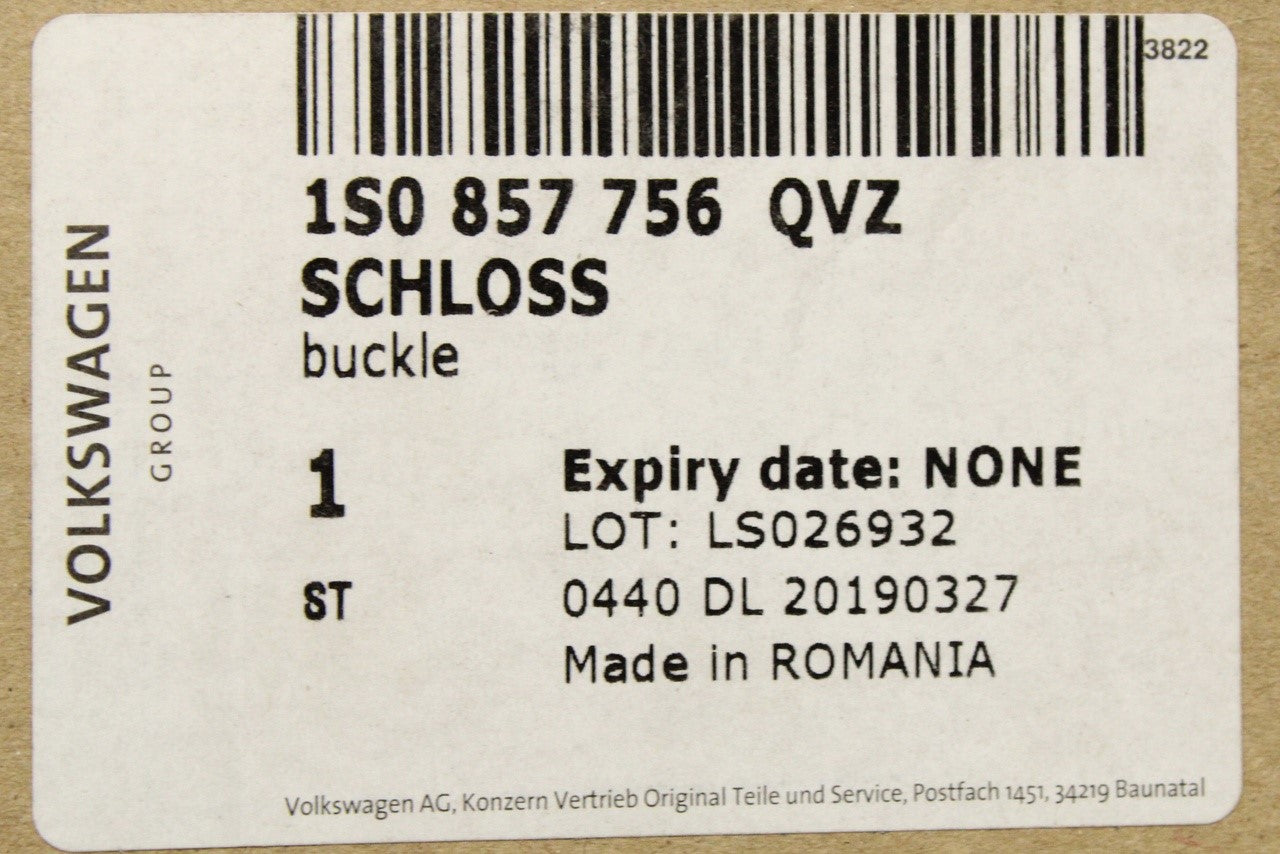 3822
1S0 857 756 QVZ
SCHLOSS
buckle
VOLKSWAGEN
GROUP
1
Expiry date: NONE
LOT: LS026932
ST
0440 DL 20190327
Made in ROMANIA
Volkswagen AG, Konzern Vertrieb Original Teile und Service, Postfach 1451, 34219 Baunatal